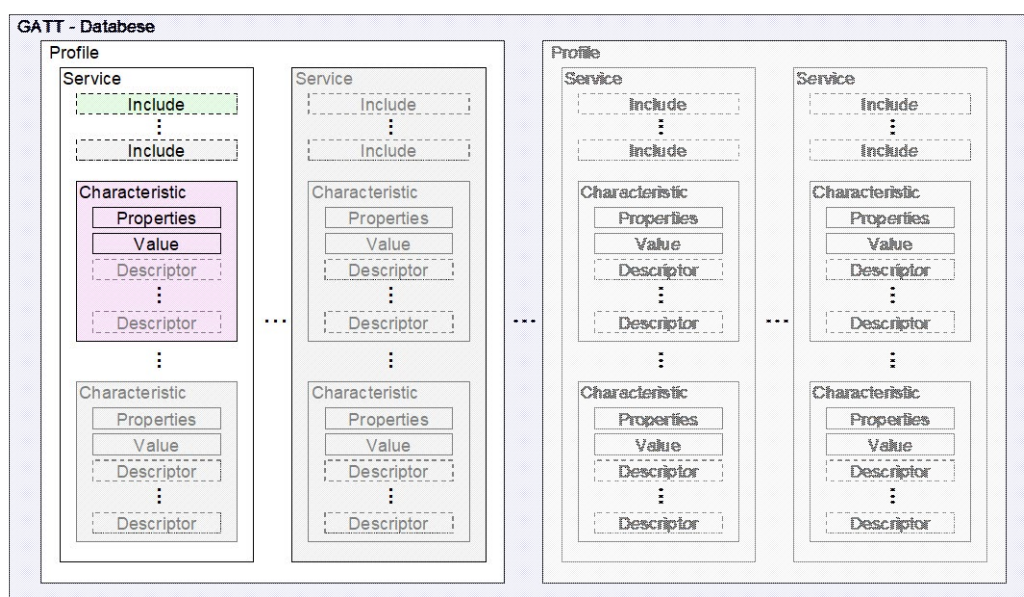 GATT - Databese
Profile
Service
Include
Include
Characteristic
Properties
Value
Descriptor
Descriptor
Characteristic
Properties
Value
Descriptor
Descriptor
Service
Include
Include
Characteristic
Properties
Value
Descriptor
Descriptor
Characteristic
Properties
Value
Descriptor
Descriptor
Profile
Service
Include
Include
Characteristic
Properties
Value
Descriptor
Descriptor
Characteristic
Properties
Value
Descriptor
Descriptor
Service
Include
Include
Characteristic
Properties
Value
Descriptor
Descriptor
Characteristic
Properties
Value
Descriptor
Descriptor